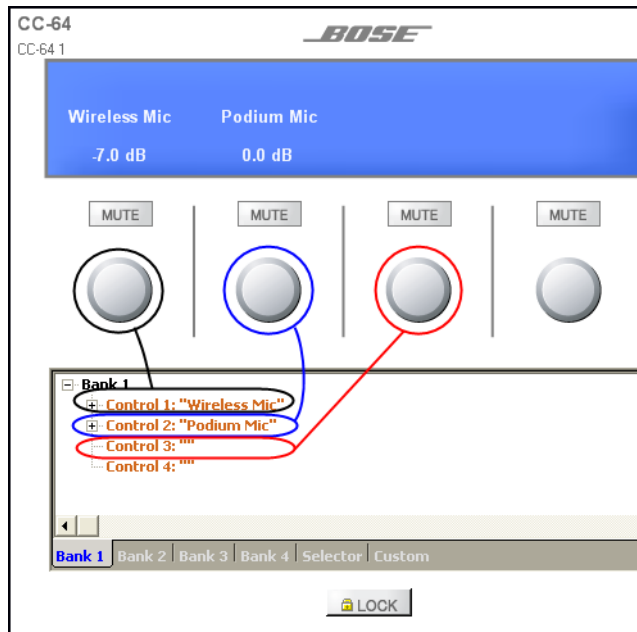 CC-64
BOSE
CC-64 1
Wireless Mic Podium Mic
-7.0 dB 0.0 dB
MUTE MUTE MUTE MUTE
Bank 1
Control 1: "Wireless Mic"
Control 2: "Podium Mic"
Control 3: ""
Control 4: ""
Bank 1 Bank 2 Bank 3 Bank 4 Selector Custom
LOCK